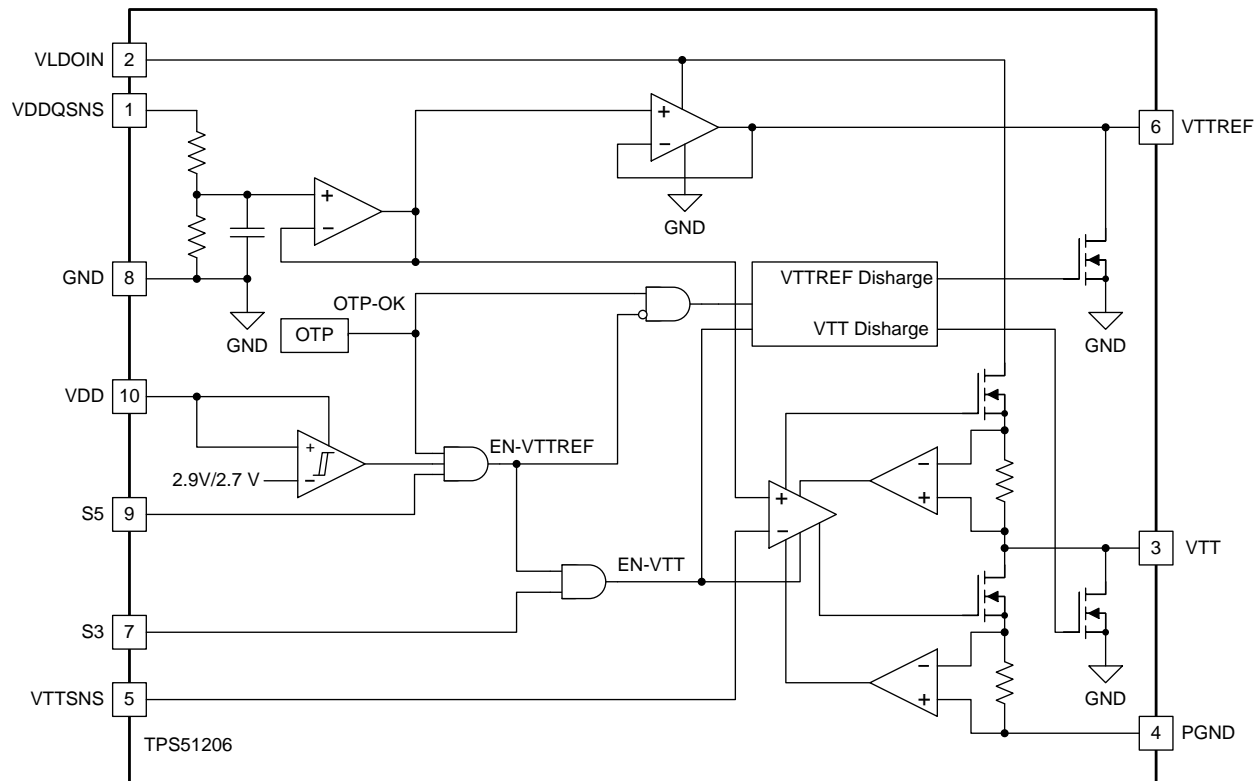 VLDOIN 2
VDDQSNS 1
+
−
6 VTTREF
+
−
GND
GND 8
VTTREF Disharge
OTP-OK
GND
OTP
VTT Disharge
GND
VDD 10
EN-VTTREF
+
−
2.9V/2.7 V
−
+
+
−
S5 9
3 VTT
EN-VTT
S3 7
−
+
GND
VTTSNS 5
4 PGND
TPS51206